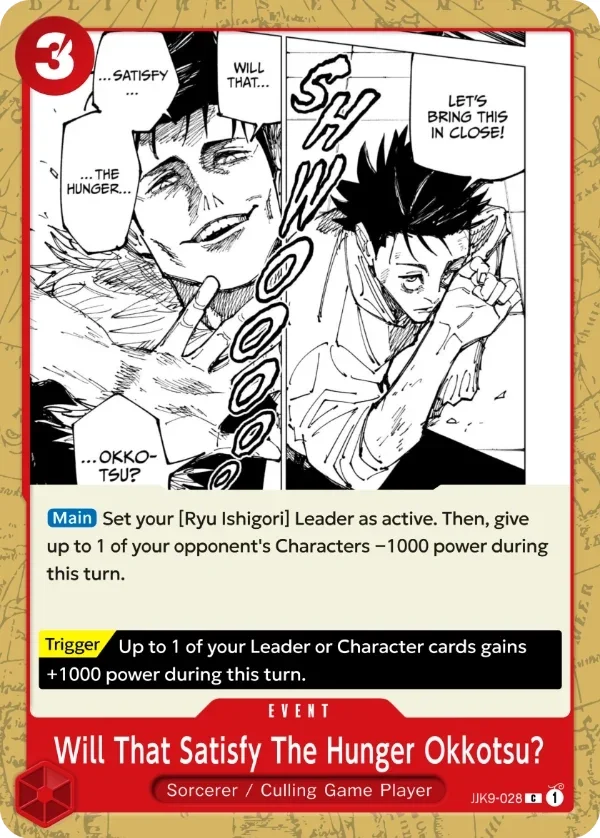 3
...SATISFY
...
WILL
THAT...
...THE
HUNGER...
...OKKO-
TSU?
SHWOOOOO
LET'S
BRING THIS
IN CLOSE!
Main Set your [Ryu Ishigori] Leader as active. Then, give
up to 1 of your opponent's Characters −1000 power during
this turn.
Trigger Up to 1 of your Leader or Character cards gains
+1000 power during this turn.
EVENT
Will That Satisfy The Hunger Okkotsu?
Sorcerer / Culling Game Player
JJK9-028 C 1